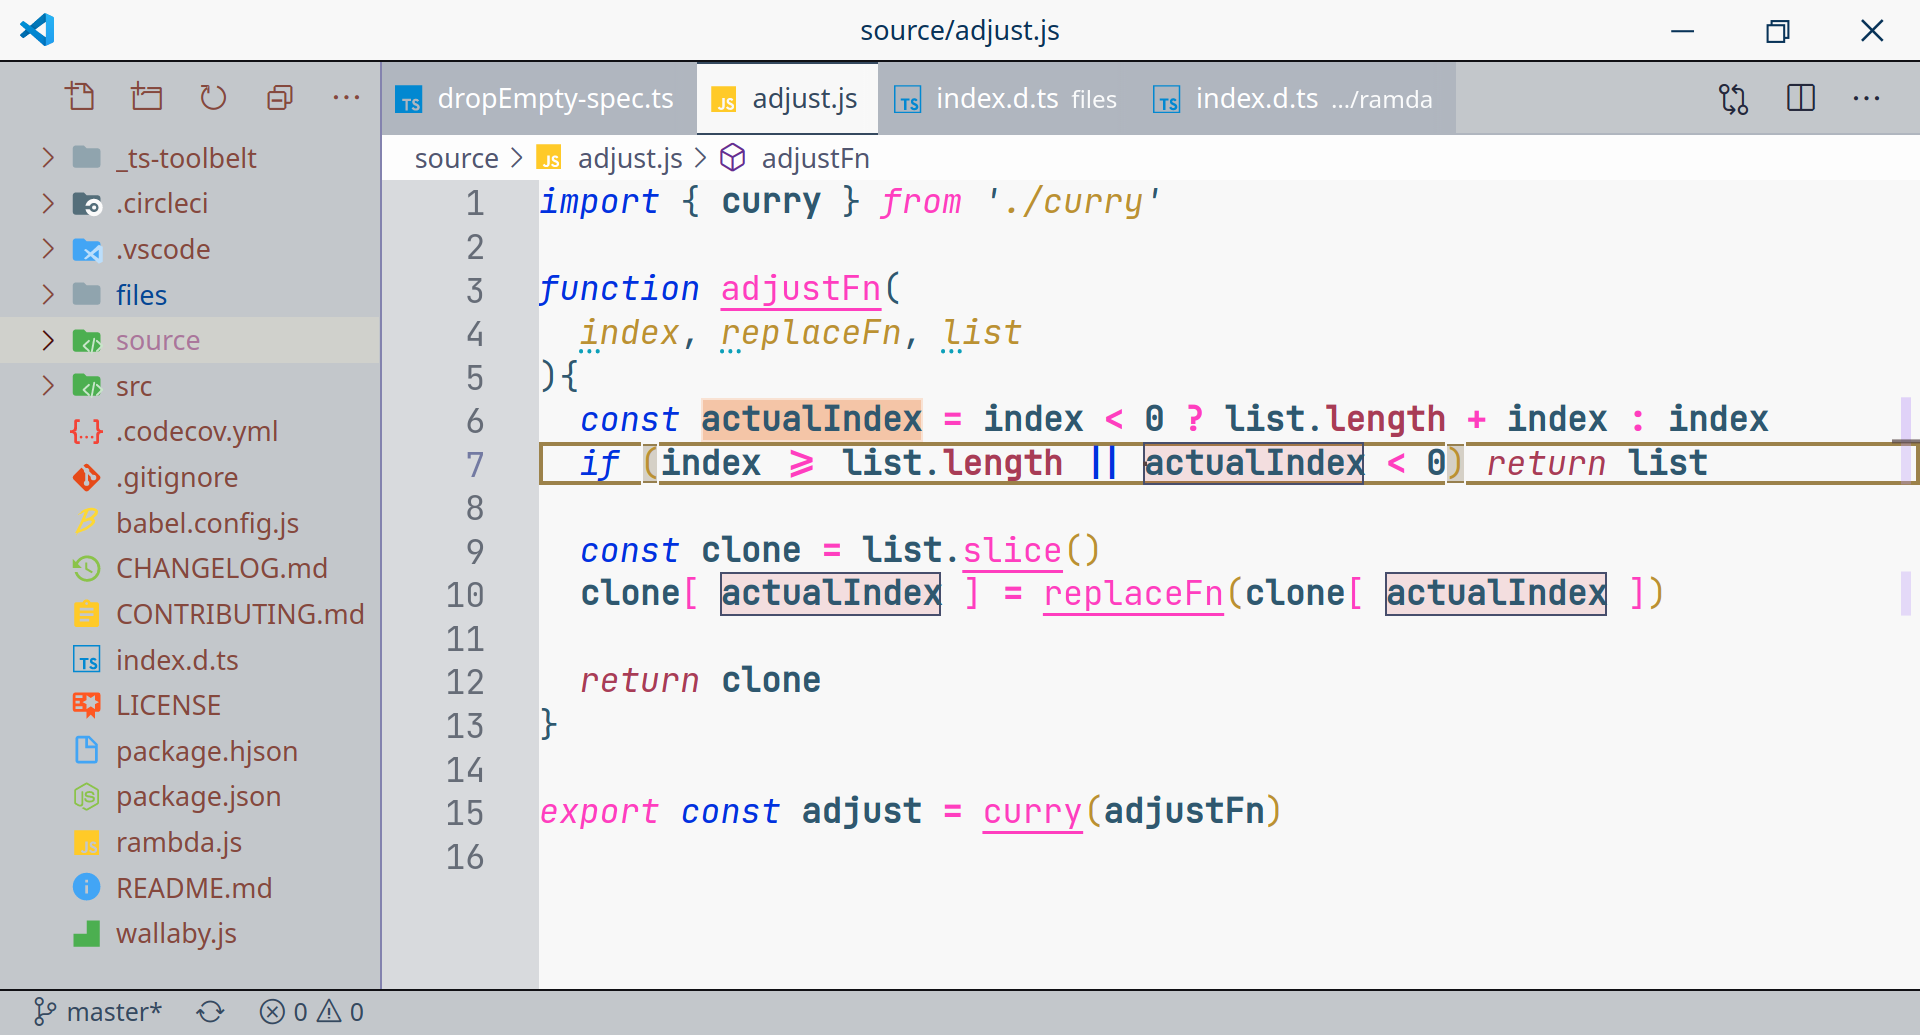 source/adjust.js
TS dropEmpty-spec.ts JS adjust.js TS index.d.ts files TS index.d.ts .../ramda
source > JS adjust.js > adjustFn
_ts-toolbelt
.circleci
.vscode
files
source
src
.codecov.yml
.gitignore
babel.config.js
CHANGELOG.md
CONTRIBUTING.md
TS index.d.ts
LICENSE
package.hjson
JS package.json
JS rambda.js
README.md
wallaby.js
1 import { curry } from './curry'
2
3 function adjustFn(
4   index, replaceFn, list
5 ){
6   const actualIndex = index < 0 ? list.length + index : index
7   if (index ⩾ list.length || actualIndex < 0) return list
8
9   const clone = list.slice()
10   clone[ actualIndex ] = replaceFn(clone[ actualIndex ])
11
12   return clone
13 }
14
15 export const adjust = curry(adjustFn)
16
master* 0 0